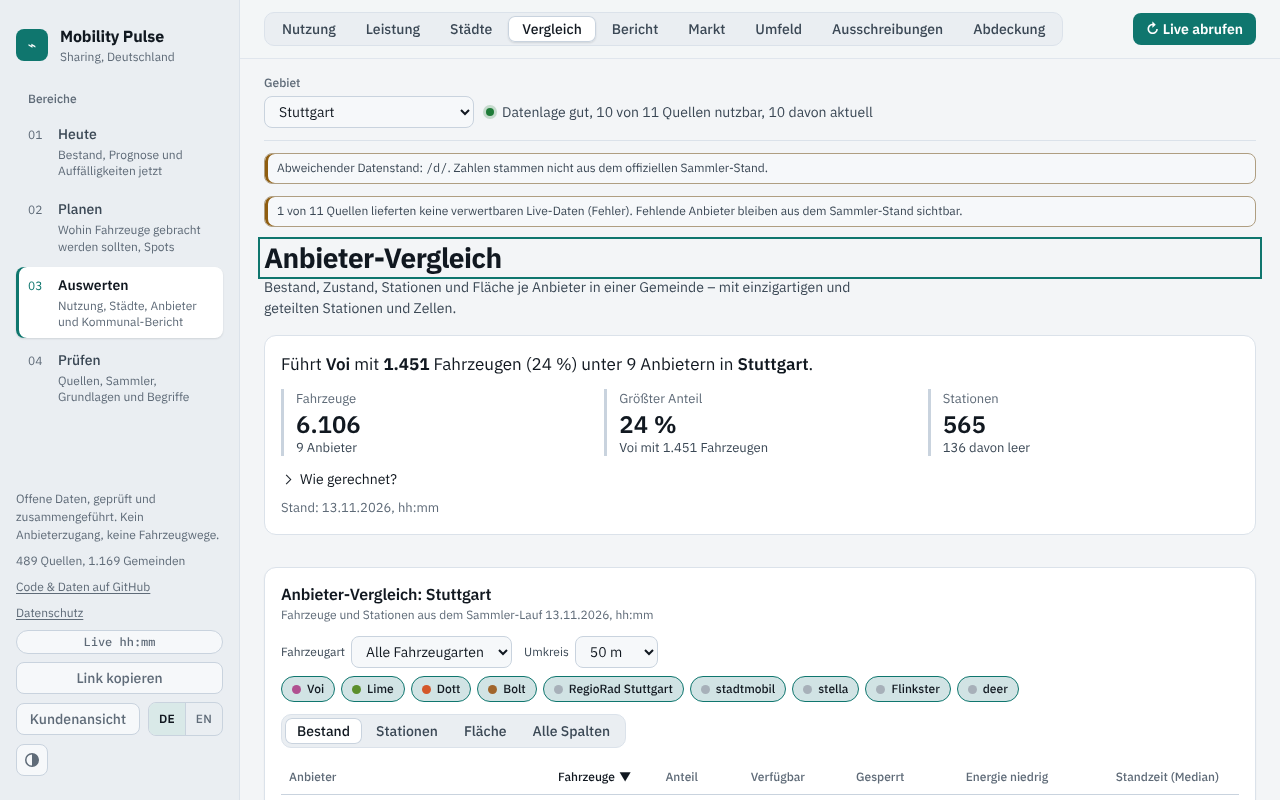 Mobility Pulse
Sharing, Deutschland
Bereiche
01 Heute
Bestand, Prognose und
Auffälligkeiten jetzt
02 Planen
Wohin Fahrzeuge gebracht
werden sollten, Spots
03 Auswerten
Nutzung, Städte, Anbieter
und Kommunal-Bericht
04 Prüfen
Quellen, Sammler,
Grundlagen und Begriffe
Offene Daten, geprüft und
zusammengeführt. Kein
Anbieterzugang, keine Fahrzeugwege.
489 Quellen, 1.169 Gemeinden
Code & Daten auf GitHub
Datenschutz
Live hh:mm
Link kopieren
Kundenansicht DE EN
Nutzung Leistung Städte Vergleich Bericht Markt Umfeld Ausschreibungen Abdeckung
↻ Live abrufen
Gebiet
Stuttgart Datenlage gut, 10 von 11 Quellen nutzbar, 10 davon aktuell
Abweichender Datenstand: /d/. Zahlen stammen nicht aus dem offiziellen Sammler-Stand.
1 von 11 Quellen lieferten keine verwertbaren Live-Daten (Fehler). Fehlende Anbieter bleiben aus dem Sammler-Stand sichtbar.
Anbieter-Vergleich
Bestand, Zustand, Stationen und Fläche je Anbieter in einer Gemeinde – mit einzigartigen und
geteilten Stationen und Zellen.
Führt Voi mit 1.451 Fahrzeugen (24 %) unter 9 Anbietern in Stuttgart.
Fahrzeuge
6.106
9 Anbieter
Größter Anteil
24 %
Voi mit 1.451 Fahrzeugen
Stationen
565
136 davon leer
Wie gerechnet?
Stand: 13.11.2026, hh:mm
Anbieter-Vergleich: Stuttgart
Fahrzeuge und Stationen aus dem Sammler-Lauf 13.11.2026, hh:mm
Fahrzeugart Alle Fahrzeugarten Umkreis 50 m
Voi Lime Dott Bolt RegioRad Stuttgart stadtmobil stella Flinkster deer
Bestand Stationen Fläche Alle Spalten
Anbieter Fahrzeuge ▼ Anteil Verfügbar Gesperrt Energie niedrig Standzeit (Median)